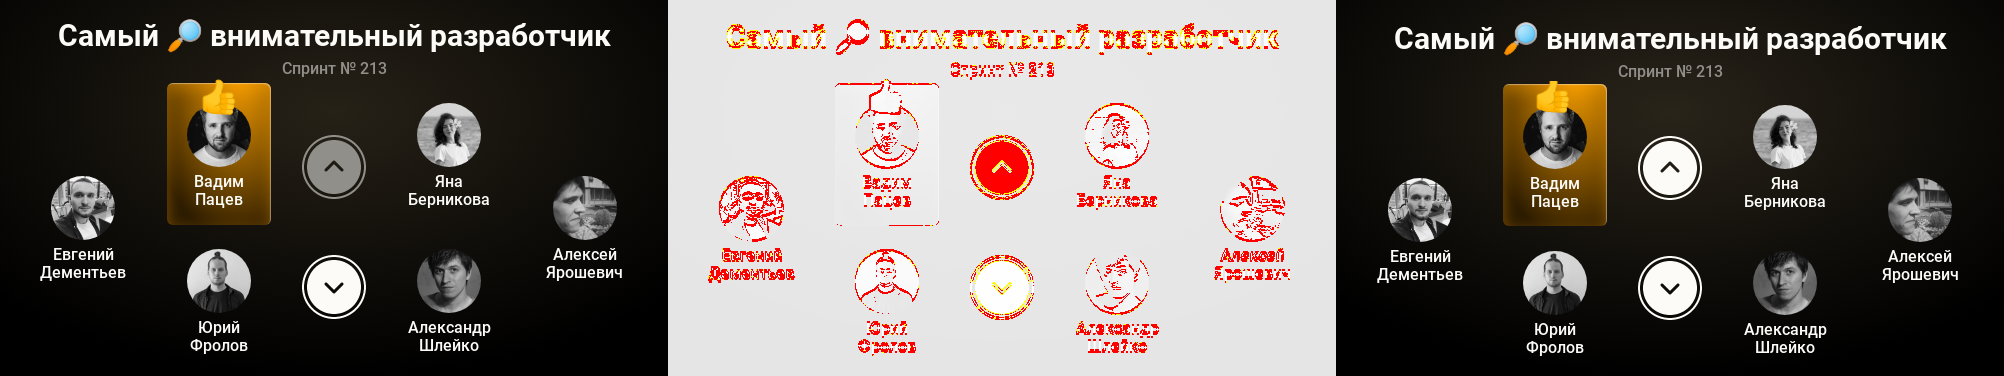 Самый 🔎 внимательный разработчик
Спринт № 213
Вадим
Пацев
Яна
Берникова
Евгений
Дементьев
Алексей
Ярошевич
Юрий
Фролов
Александр
Шлейко
Самый 🔎 внимательный разработчик
Спринт № 213
Вадим
Пацев
Яна
Берникова
Евгений
Дементьев
Алексей
Ярошевич
Юрий
Фролов
Александр
Шлейко
Самый 🔎 внимательный разработчик
Спринт № 213
Вадим
Пацев
Яна
Берникова
Евгений
Дементьев
Алексей
Ярошевич
Юрий
Фролов
Александр
Шлейко